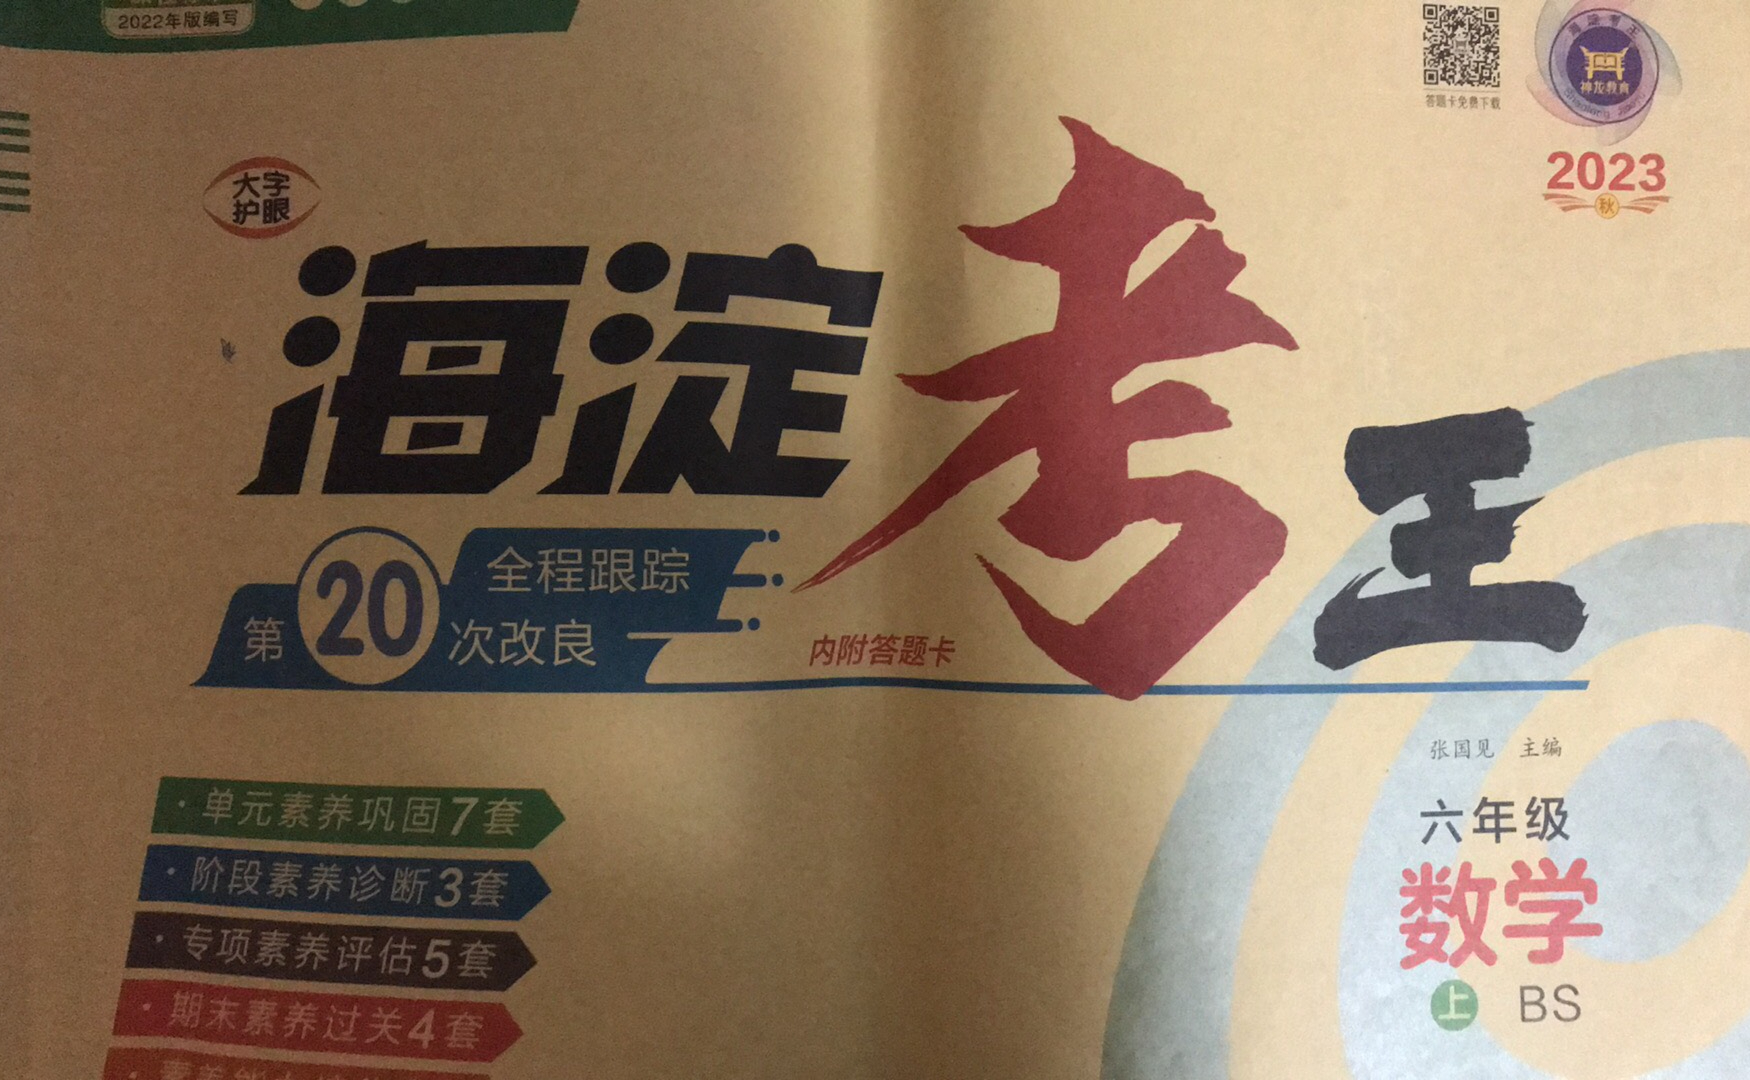 2022年版编写
答题卡免费下载
海淀考王
神龙教育
2023
秋
大字
护眼
海淀考王
全程跟踪
第20次改良
内附答题卡
张国见 主编
六年级
数学
上 BS
·单元素养巩固7套
·阶段素养诊断3套
·专项素养评估5套
·期末素养过关4套